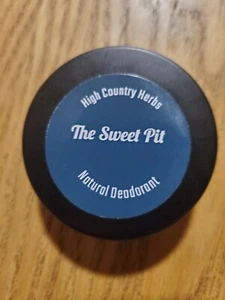 High Country Herbs
The Sweet Pit
Natural Deodorant